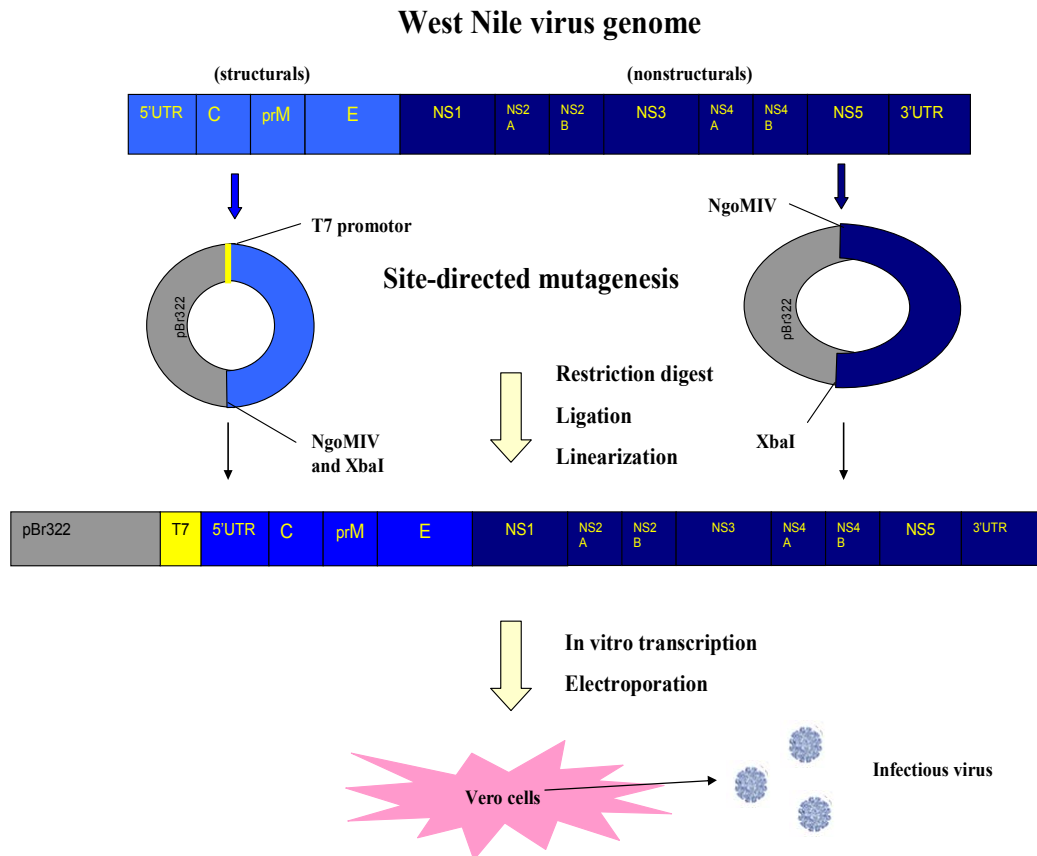 West Nile virus genome
(structurals)
(nonstructurals)
5'UTR C prM E NS1 NS2 A NS2 B NS3 NS4 A NS4 B NS5 3'UTR
T7 promotor
NgoMIV
Site-directed mutagenesis
pBr322
pBr322
Restriction digest
Ligation
Linearization
NgoMIV
and XbaI
XbaI
pBr322 T7 5'UTR C prM E NS1 NS2 A NS2 B NS3 NS4 A NS4 B NS5 3'UTR
In vitro transcription
Electroporation
Vero cells
Infectious virus